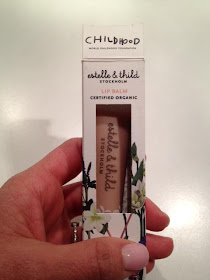 CHILDHOOD
WORLD CHILDHOOD FOUNDATION
estelle & thild
STOCKHOLM
LIP BALM
CERTIFIED ORGANIC
estelle & thild
STOCKHOLM